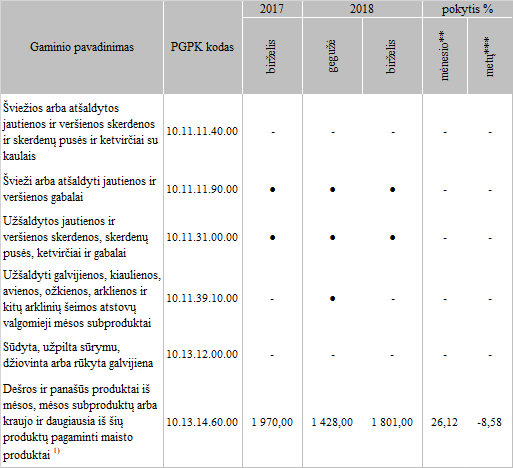 Gaminio pavadinimas PGPK kodas 2017 2018 pokytis %
birželis gegužė birželis mėnesio** metų***
Šviežios arba atšaldytos
jautienos ir veršienos skerdenos
ir skerdenų pusės ir ketvirčiai su
kaulais
10.11.11.40.00 - - - - -
Švieži arba atšaldyti jautienos ir
veršienos gabalai
10.11.11.90.00 ● ● ● - -
Užšaldytos jautienos ir
veršienos skerdenos, skerdenų
pusės, ketvirčiai ir gabalai
10.11.31.00.00 ● ● ● - -
Užšaldyti galvijienos, kiaulienos,
avienos, ožkienos, arklienos ir
kitų arklinių šeimos atstovų
valgomieji mėsos subproduktai
10.11.39.10.00 - ● - - -
Sūdyta, užpilta sūrymu,
džiovinta arba rūkyta galvijiena
10.13.12.00.00 - - - - -
Dešros ir panašūs produktai iš
mėsos, mėsos subproduktų arba
kraujo ir daugiausia iš šių
produktų pagaminti maisto
produktai 1)
10.13.14.60.00 1 970,00 1 428,00 1 801,00 26,12 -8,58